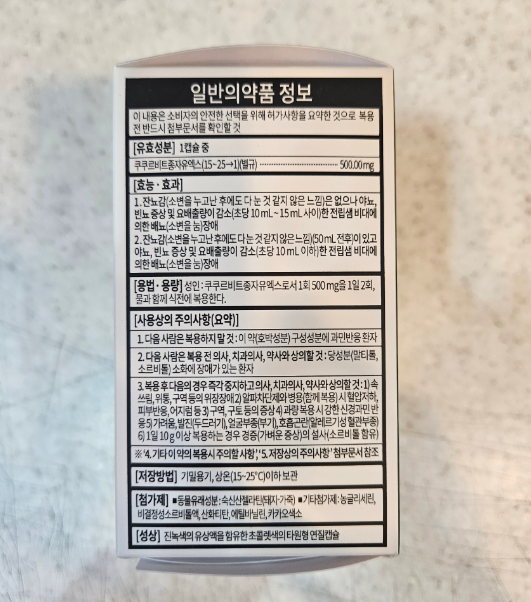 일반의약품 정보
이 내용은 소비자의 안전한 선택을 위해 허가사항을 요약한 것으로 복용
전 반드시 첨부문서를 확인할 것
[유효성분] 1캡슐 중
쿠쿠르비트종자유엑스(15~25→1)(별규) 500.00mg
[효능·효과]
1. 잔뇨감(소변을 누고난 후에도 다 눈 것 같지 않은 느낌)은 없으나 야뇨,
빈뇨 증상 및 요배출량이 감소(초당 10 mL~15 mL 사이)한 전립샘 비대에
의한 배뇨(소변을 눔)장애
2. 잔뇨감(소변을 누고난 후에도 다 눈 것 같지 않은 느낌)(50 mL 전후)이 있고
야뇨, 빈뇨 증상 및 요배출량이 감소(초당 10 mL 이하)한 전립샘 비대에
의한 배뇨(소변을 눔)장애
[용법·용량] 성인 : 쿠쿠르비트종자유엑스로서 1회 500 mg을 1일 2회,
물과 함께 식전에 복용한다.
[사용상의 주의사항(요약)]
1. 다음 사람은 복용하지 말 것 : 이 약(호박성분) 구성성분에 과민반응 환자
2. 다음 사람은 복용 전 의사, 치과의사, 약사와 상의할 것 : 당성분(말티톨,
소르비톨) 소화에 장애가 있는 환자
3. 복용 후 다음의 경우 즉각 중지하고 의사, 치과의사, 약사와 상의할 것 : 1) 속
쓰림, 위통, 구역 등의 위장장애 2) 알파차단제와 병용(함께 복용) 시 혈압저하,
피부반응, 어지럼 등 3) 구역, 구토 등의 증상 4) 과량 복용 시 강한 신경과민 반
응 5) 가려움, 발진(두드러기), 얼굴부종(부기), 호흡곤란(알레르기성 혈관부종)
6) 1일 10 g 이상 복용하는 경우 경증(가벼운 증상)의 설사(소르비톨 함유)
※ '4. 기타 이 약의 복용시 주의할 사항', '5. 저장상의 주의사항' 첨부문서 참조
[저장방법] 기밀용기, 상온(15~25℃)이하 보관
[첨가제] ■동물유래성분 : 숙신산젤라틴(돼지·가죽) ■기타첨가제 : 농글리세린,
비결정성소르비톨액, 산화티탄, 에틸바닐린, 카카오색소
[성상] 진녹색의 유상액을 함유한 초콜렛색의 타원형 연질캡슐